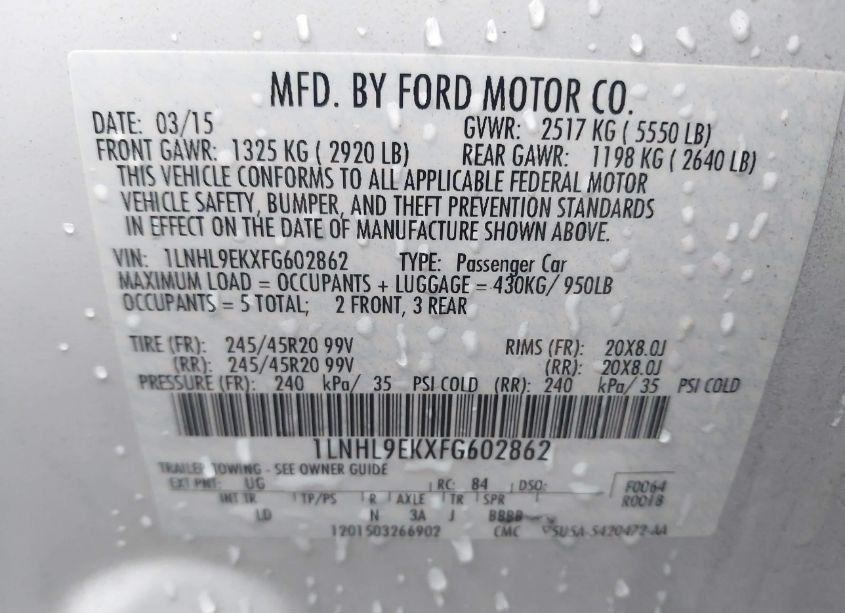 MFD. BY FORD MOTOR CO.
DATE: 03/15 GVWR: 2517 KG ( 5550 LB)
FRONT GAWR: 1325 KG ( 2920 LB) REAR GAWR: 1198 KG ( 2640 LB)
THIS VEHICLE CONFORMS TO ALL APPLICABLE FEDERAL MOTOR
VEHICLE SAFETY, BUMPER, AND THEFT PREVENTION STANDARDS
IN EFFECT ON THE DATE OF MANUFACTURE SHOWN ABOVE.
VIN: 1LNHL9EKXFG602862 TYPE: Passenger Car
MAXIMUM LOAD = OCCUPANTS + LUGGAGE = 430KG/ 950LB
OCCUPANTS = 5 TOTAL; 2 FRONT, 3 REAR
TIRE (FR): 245/45R20 99V RIMS (FR): 20X8.0J
(RR): 245/45R20 99V (RR): 20X8.0J
PRESSURE (FR): 240 kPa/ 35 PSI COLD (RR): 240 kPa/ 35 PSI COLD
1LNHL9EKXFG602862
TRAILER TOWING - SEE OWNER GUIDE
EXT PNT: UG RC: 84 DSO: F0064
INT TR TP/PS R AXLE TR SPR R0018
LD N 3A J BBBB
1201503266902 CMC